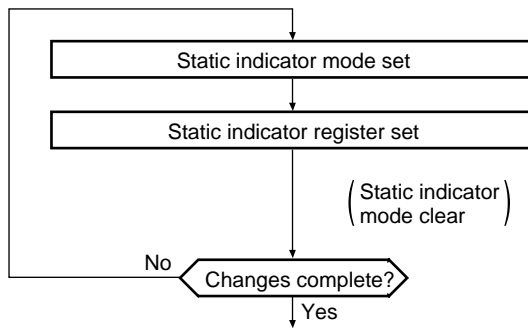 Static indicator mode set
Static indicator register set
(Static indicator
mode clear)
No
Changes complete?
Yes